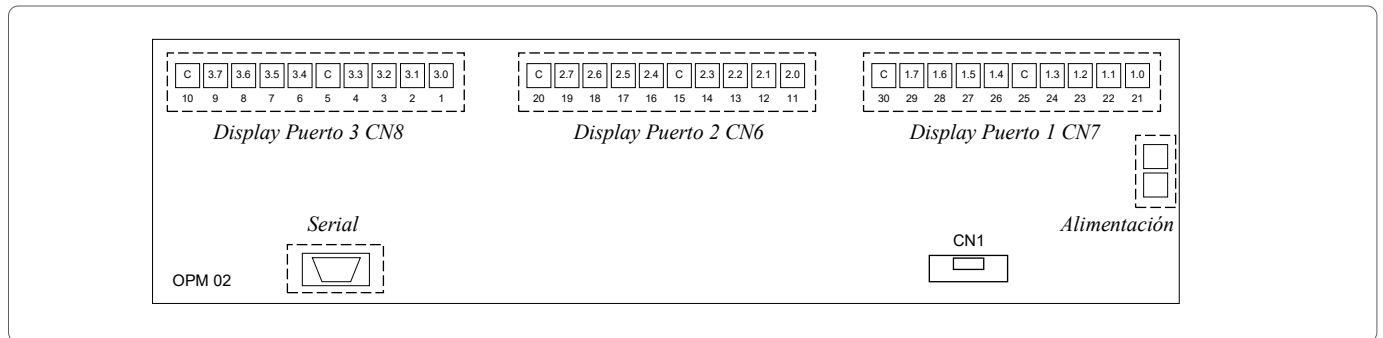 C 3.7 3.6 3.5 3.4 C 3.3 3.2 3.1 3.0
10 9 8 7 6 5 4 3 2 1
Display Puerto 3 CN8
C 2.7 2.6 2.5 2.4 C 2.3 2.2 2.1 2.0
20 19 18 17 16 15 14 13 12 11
Display Puerto 2 CN6
C 1.7 1.6 1.5 1.4 C 1.3 1.2 1.1 1.0
30 29 28 27 26 25 24 23 22 21
Display Puerto 1 CN7
Serial
Alimentación
CN1
OPM 02